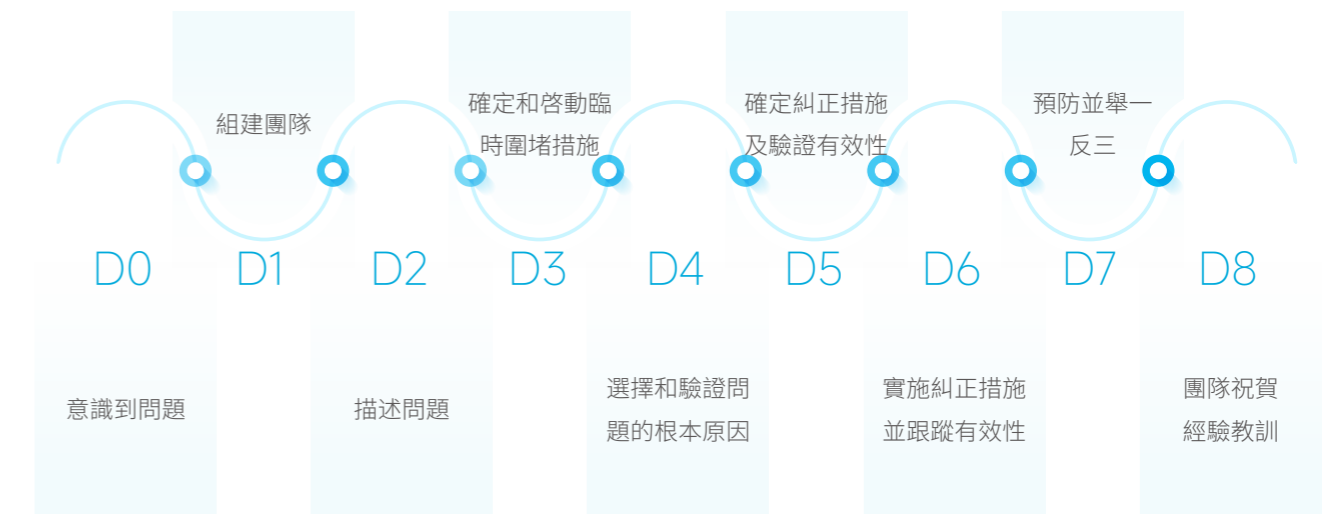 組建團隊
確定和啓動臨
時圍堵措施
確定糾正措施
及驗證有效性
預防並舉一
反三
D0
D1
D2
D3
D4
D5
D6
D7
D8
意識到問題
描述問題
選擇和驗證問
題的根本原因
實施糾正措施
並跟蹤有效性
團隊祝賀
經驗教訓